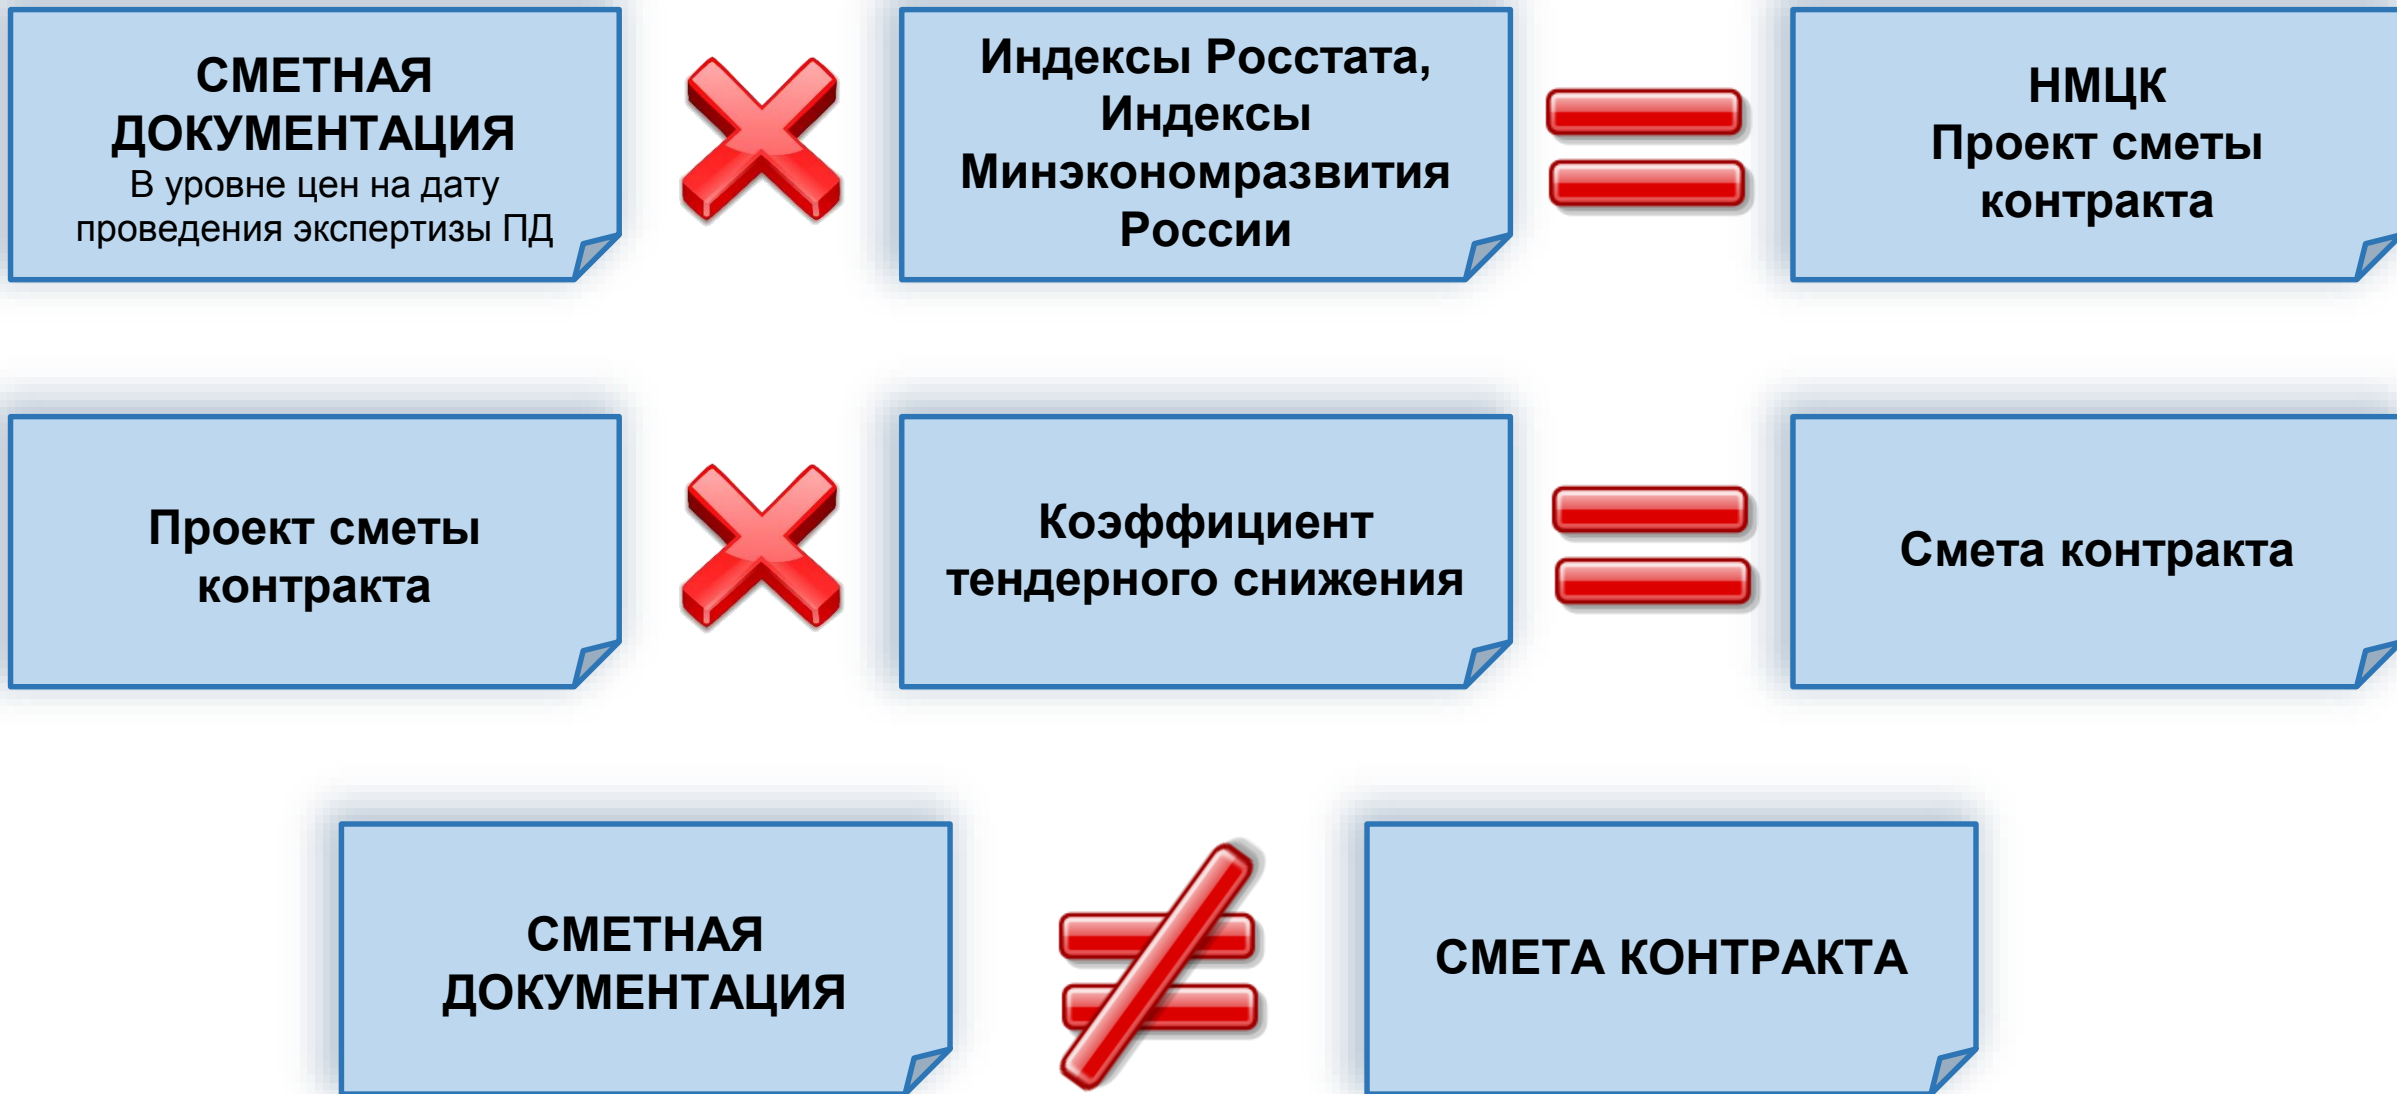 СМЕТНАЯ
ДОКУМЕНТАЦИЯ
В уровне цен на дату
проведения экспертизы ПД
Индексы Росстата,
Индексы
Минэкономразвития
России
НМЦК
Проект сметы
контракта
Проект сметы
контракта
Коэффициент
тендерного снижения
Смета контракта
СМЕТНАЯ
ДОКУМЕНТАЦИЯ
СМЕТА КОНТРАКТА